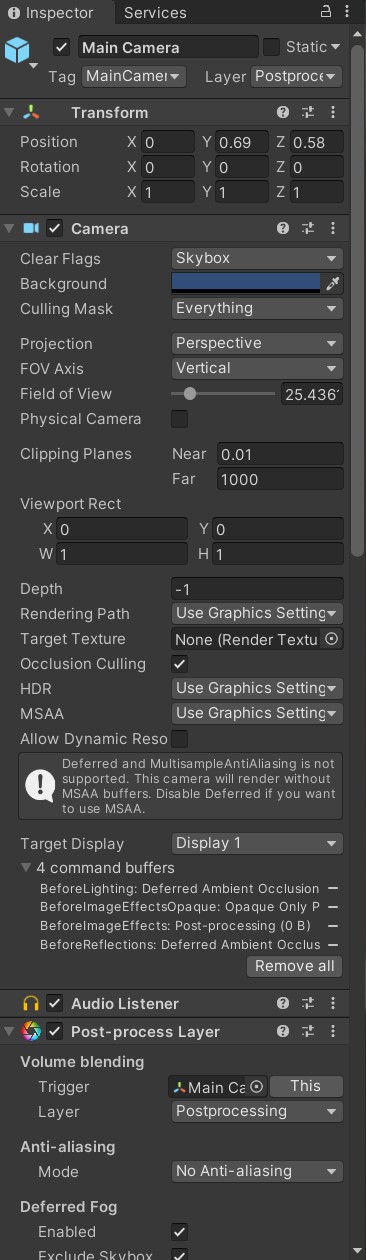 Inspector Services
Main Camera Static
Tag MainCamer Layer Postproce
Transform
Position X 0 Y 0.69 Z 0.58
Rotation X 0 Y 0 Z 0
Scale X 1 Y 1 Z 1
Camera
Clear Flags Skybox
Background
Culling Mask Everything
Projection Perspective
FOV Axis Vertical
Field of View 25.436
Physical Camera
Clipping Planes Near 0.01
Far 1000
Viewport Rect
X 0 Y 0
W 1 H 1
Depth -1
Rendering Path Use Graphics Setting
Target Texture None (Render Textu
Occlusion Culling
HDR Use Graphics Setting
MSAA Use Graphics Setting
Allow Dynamic Reso
Deferred and MultisampleAntiAliasing is not
supported. This camera will render without
MSAA buffers. Disable Deferred if you want
to use MSAA.
Target Display Display 1
4 command buffers
BeforeLighting: Deferred Ambient Occlusion
BeforeImageEffectsOpaque: Opaque Only P
BeforeImageEffects: Post-processing (0 B)
BeforeReflections: Deferred Ambient Occlus
Remove all
Audio Listener
Post-process Layer
Volume blending
Trigger Main Ca This
Layer Postprocessing
Anti-aliasing
Mode No Anti-aliasing
Deferred Fog
Enabled
Exclude Skybox